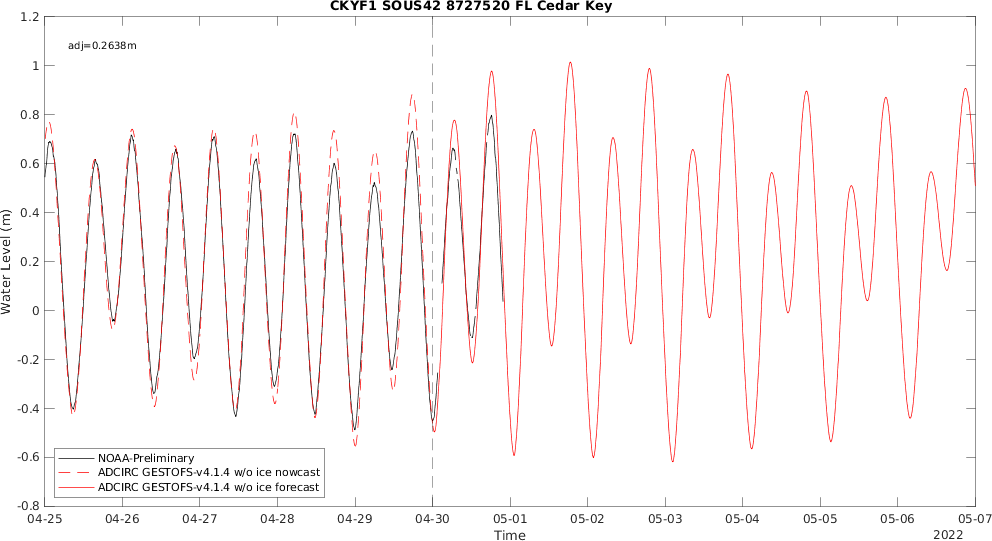 CKYF1 SOUS42 8727520 FL Cedar Key
1.2
1
0.8
0.6
0.4
0.2
0
-0.2
-0.4
-0.6
-0.8
Water Level (m)
adj=0.2638m
NOAA-Preliminary
ADCIRC GESTOFS-v4.1.4 w/o ice nowcast
ADCIRC GESTOFS-v4.1.4 w/o ice forecast
04-25 04-26 04-27 04-28 04-29 04-30 05-01 05-02 05-03 05-04 05-05 05-06 05-07
Time
2022